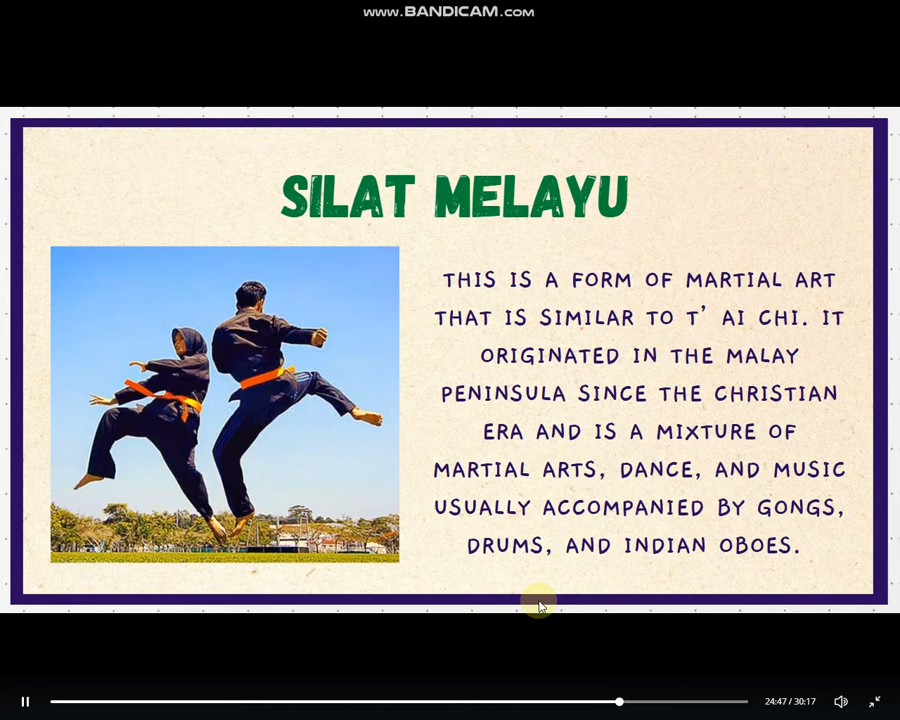 WWW.BANDICAM.COM
SILAT MELAYU
THIS IS A FORM OF MARTIAL ART
THAT IS SIMILAR TO T' AI CHI. IT
ORIGINATED IN THE MALAY
PENINSULA SINCE THE CHRISTIAN
ERA AND IS A MIXTURE OF
MARTIAL ARTS, DANCE, AND MUSIC
USUALLY ACCOMPANIED BY GONGS,
DRUMS, AND INDIAN OBOES.
24:47 / 30:17